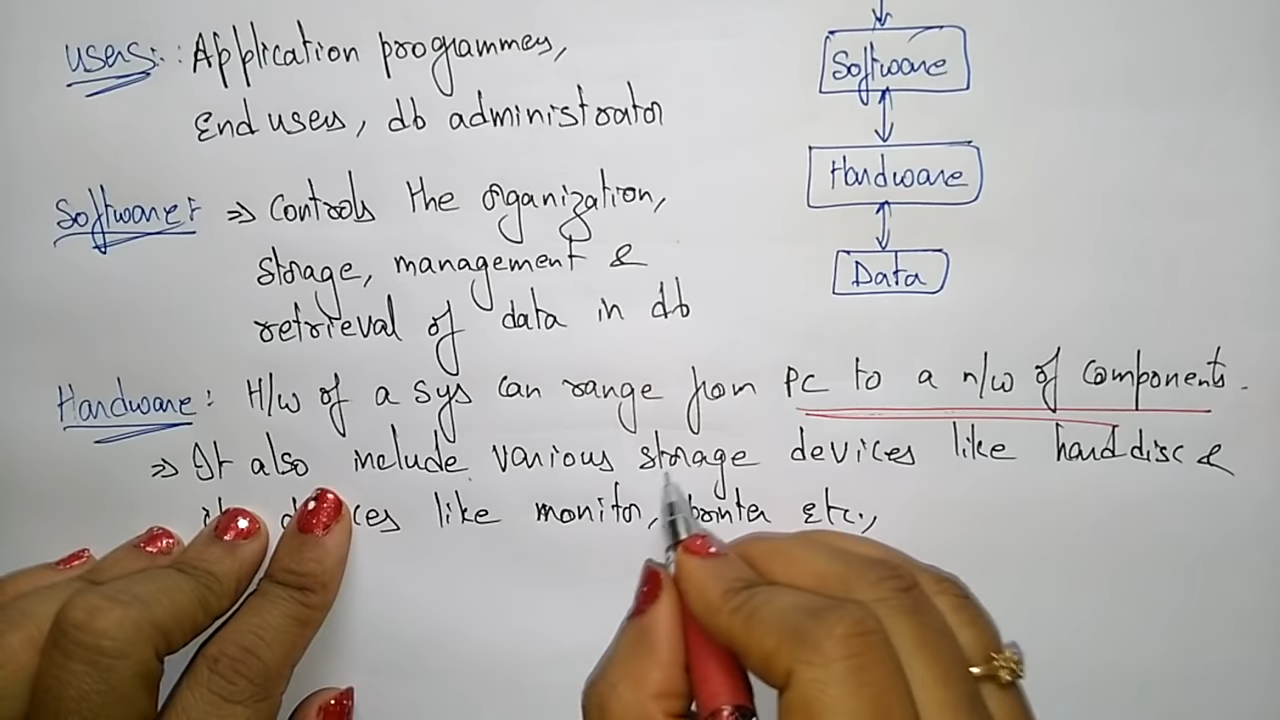 Users: Application programmers,
End users, db administrator
Software: ⇒ Controls the organization,
storage, management &
retrieval of data in db
Hardware: H/w of a sys can range from PC to a n/w of components.
⇒ It also include various storage devices like hard disc &
like monitor, printer etc.,
Software
Hardware
Data